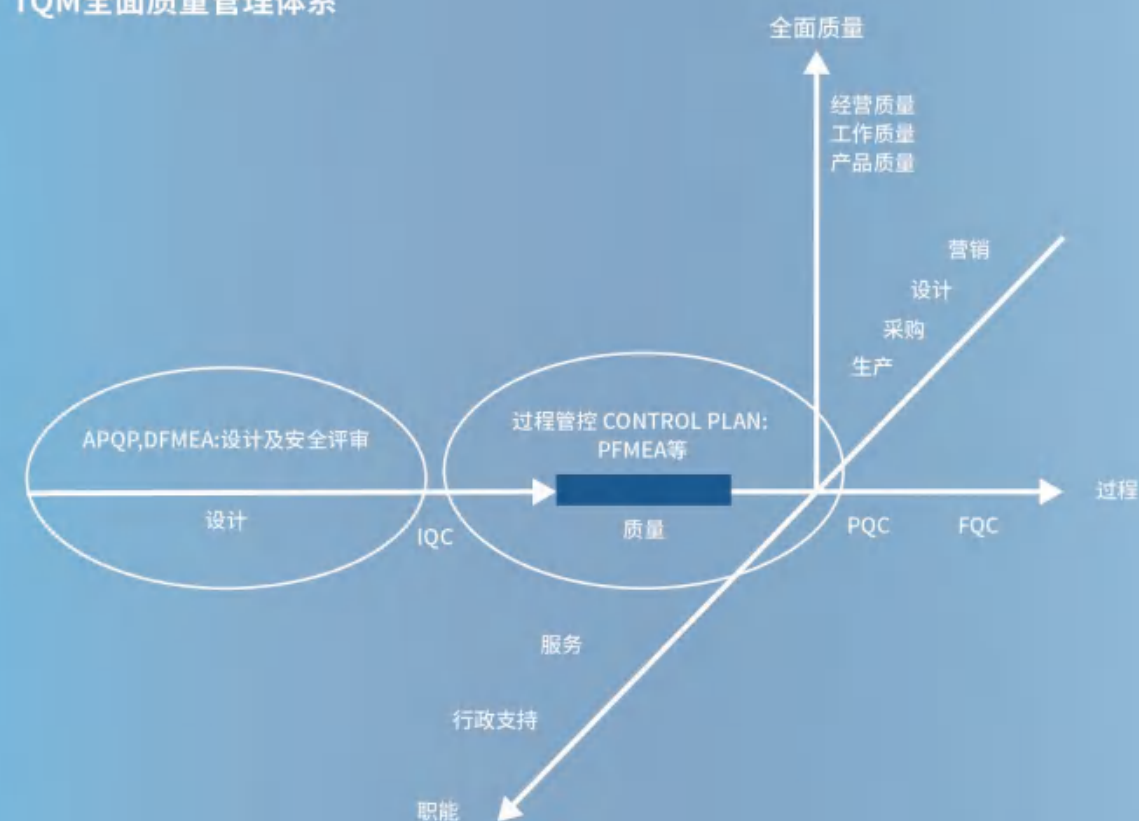 TQM全面质量管理体系
全面质量
经营质量
工作质量
产品质量
营销
设计
采购
生产
APQP,DFMEA:设计及安全评审
过程管控 CONTROL PLAN:
PFMEA等
过程
设计
IQC
质量
PQC
FQC
服务
行政支持
职能